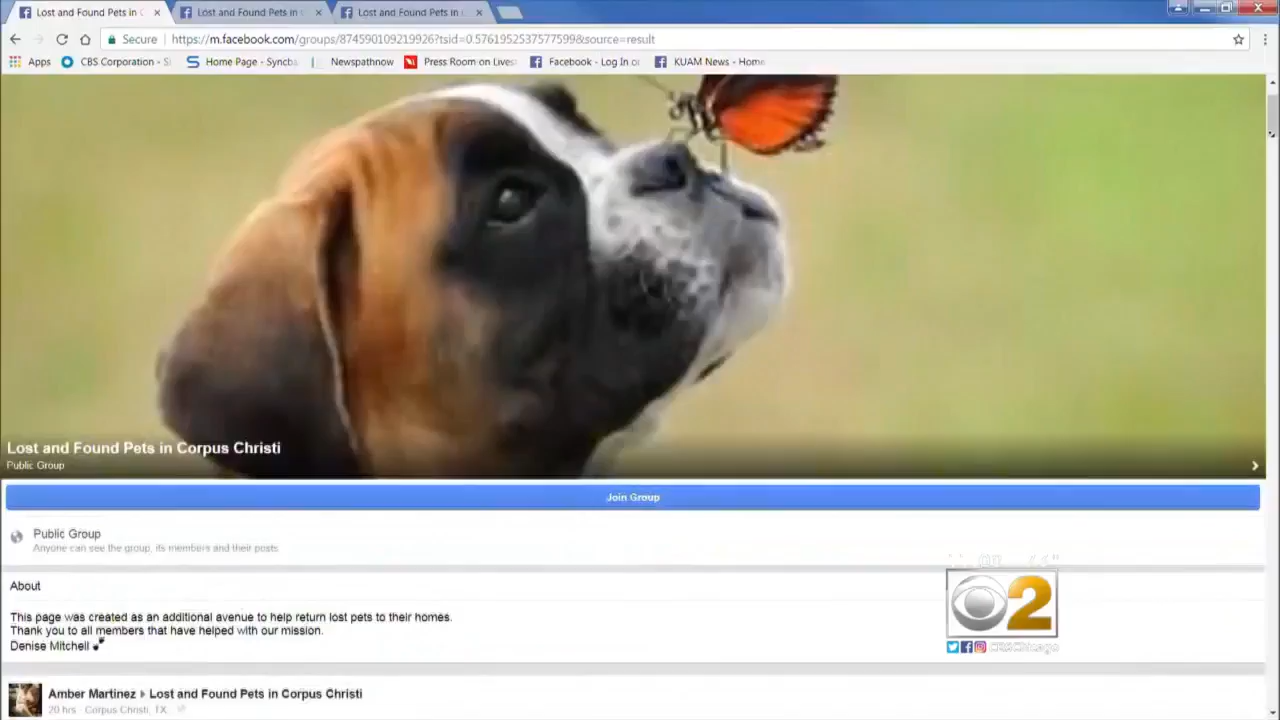 Lost and Found Pets in C
Lost and Found Pets in C
Lost and Found Pets in C
Secure https://m.facebook.com/groups/874590109219926?tsid=0.5761952537577599&source=result
Apps CBS Corporation - Si Home Page - Syncba Newspathnow Press Room on Lives Facebook - Log In or KUAM News - Home
Lost and Found Pets in Corpus Christi
Public Group
Join Group
Public Group
Anyone can see the group, its members and their posts
About
This page was created as an additional avenue to help return lost pets to their homes.
Thank you to all members that have helped with our mission.
Denise Mitchell
2
CBSChicago
Amber Martinez Lost and Found Pets in Corpus Christi
20 hrs · Corpus Christi, TX